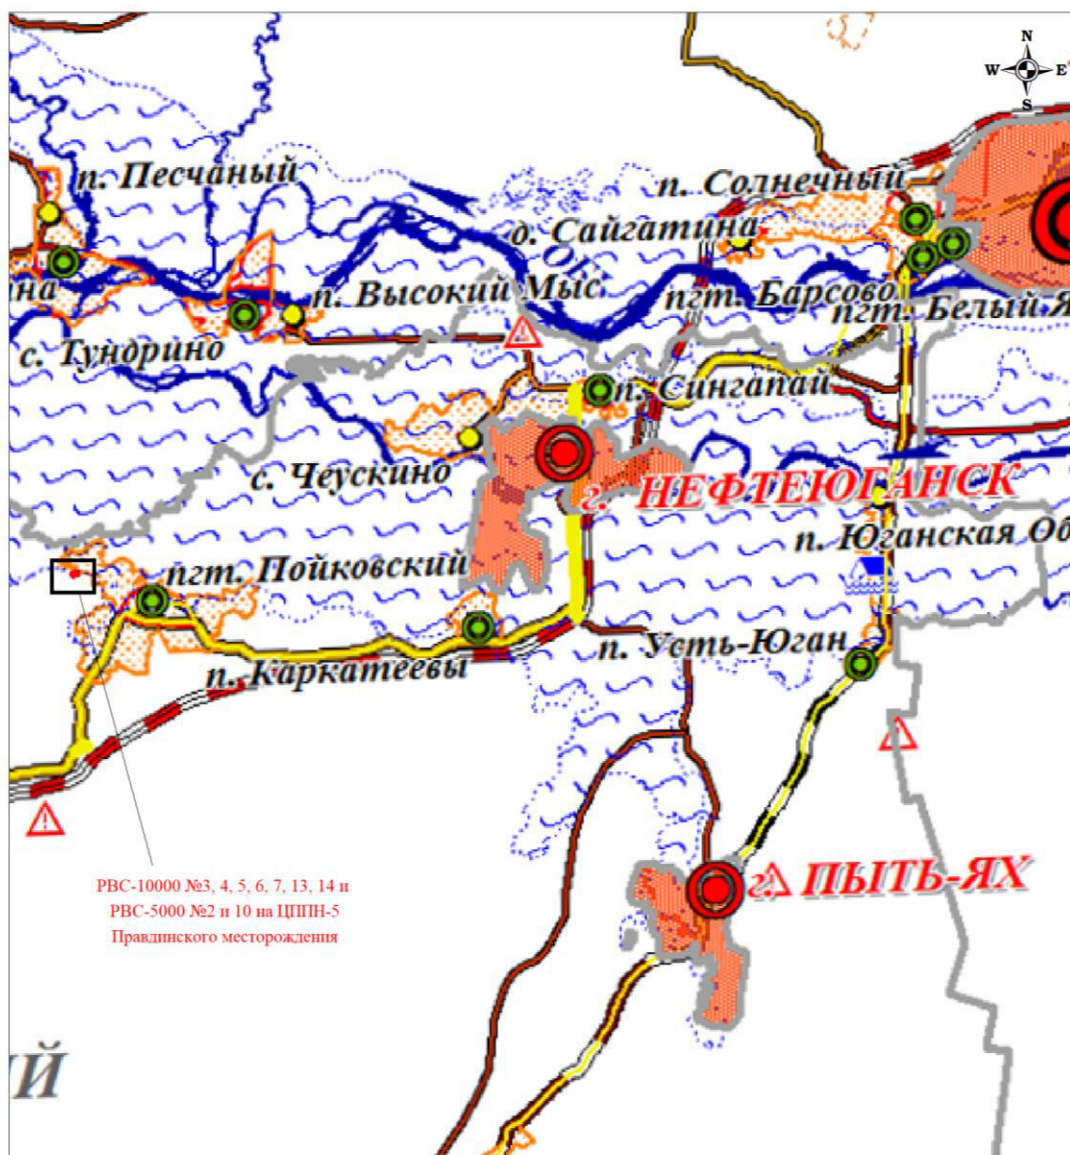 N
W E
S
п. Песчаный
п. Солнечный
д. Сайгатина
ОБЬ
п. Высокий Мыс
пгт. Барсово
пгт. Белый Я
на
с. Тундрино
п. Сингапай
с. Чеускино
г. НЕФТЕЮГАНСК
п. Юганская Об
пгт. Пойковский
п. Усть-Юган
п. Каркатеевы
г. ПЫТЬ-ЯХ
РВС-10000 №3, 4, 5, 6, 7, 13, 14 и
РВС-5000 №2 и 10 на ЦППН-5
Правдинского месторождения
ИЙ